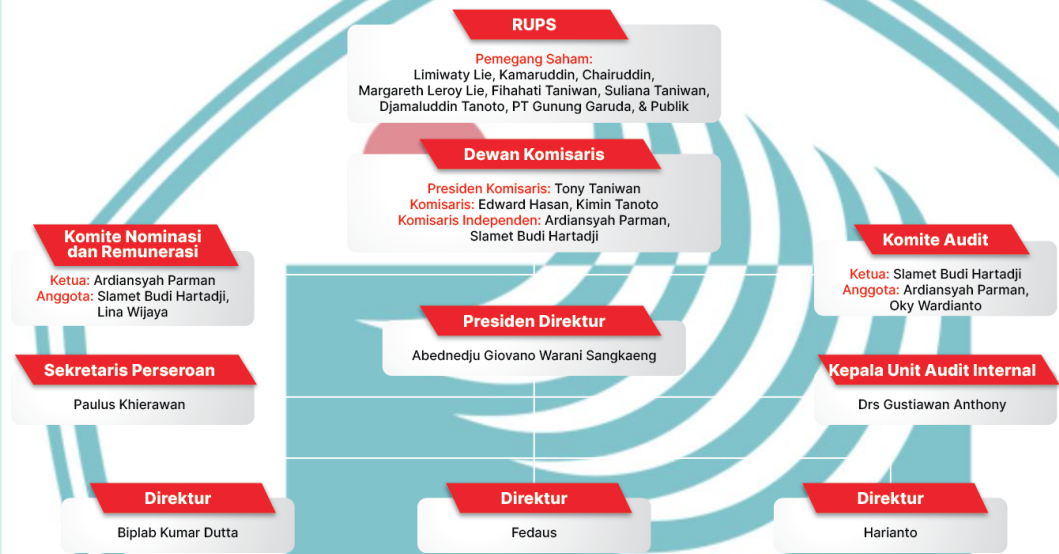 RUPS
Pemegang Saham:
Limiwaty Lie, Kamaruddin, Chairuddin,
Margareth Leroy Lie, Fihahati Taniwan, Suliana Taniwan,
Djamaluddin Tanoto, PT Gunung Garuda, & Publik
Dewan Komisaris
Presiden Komisaris: Tony Taniwan
Komisaris: Edward Hasan, Kimin Tanoto
Komisaris Independen: Ardiansyah Parman,
Slamet Budi Hartadji
Komite Nominasi
dan Remunerasi
Ketua: Ardiansyah Parman
Anggota: Slamet Budi Hartadji,
Lina Wijaya
Komite Audit
Ketua: Slamet Budi Hartadji
Anggota: Ardiansyah Parman,
Oky Wardianto
Presiden Direktur
Abednedju Giovano Warani Sangkaeng
Sekretaris Perseroan
Paulus Khierawan
Kepala Unit Audit Internal
Drs Gustiawan Anthony
Direktur
Biplab Kumar Dutta
Direktur
Fedaus
Direktur
Harianto